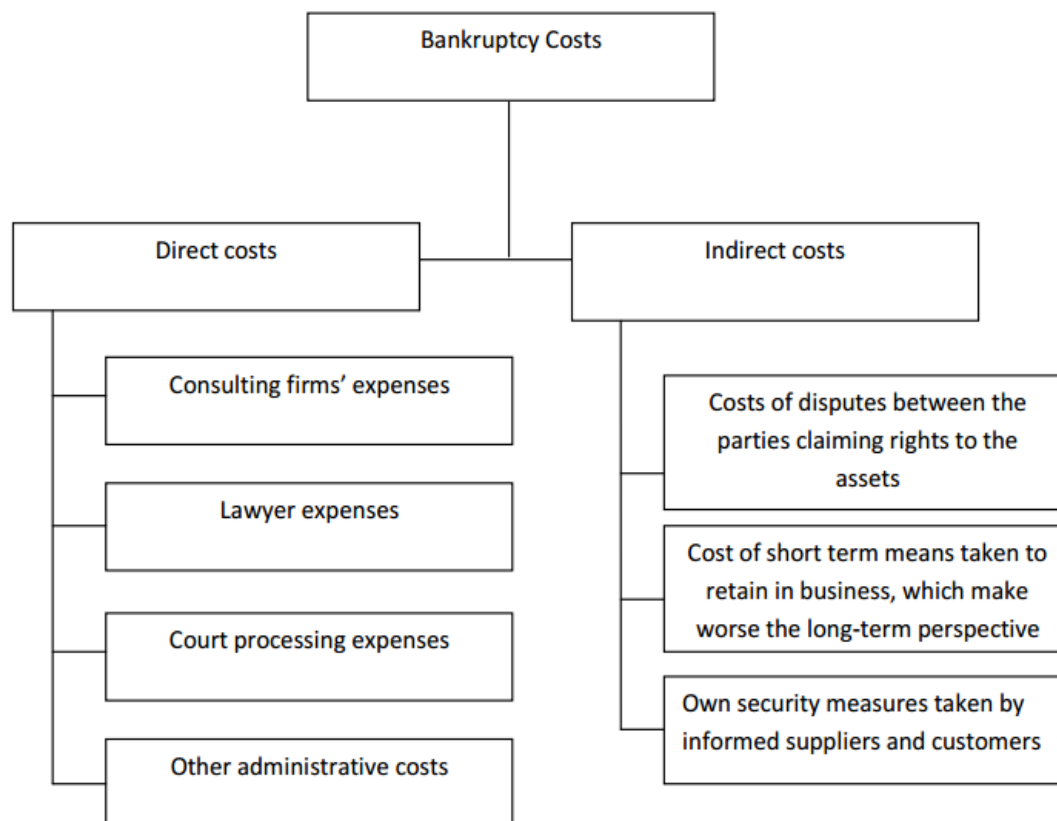 Bankruptcy Costs
Direct costs
Indirect costs
Consulting firms’ expenses
Lawyer expenses
Court processing expenses
Other administrative costs
Costs of disputes between the
parties claiming rights to the
assets
Cost of short term means taken to
retain in business, which make
worse the long-term perspective
Own security measures taken by
informed suppliers and customers